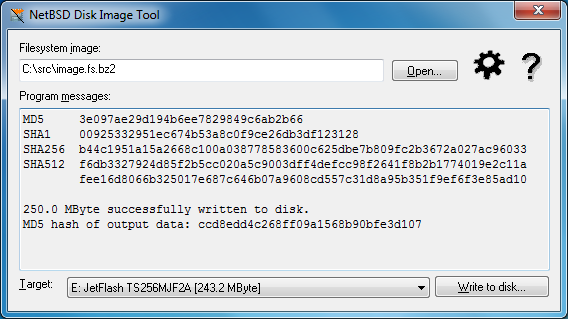 NetBSD Disk Image Tool
Filesystem image:
C:\src\image.fs.bz2
Open...
Program messages:
MD5 3e097ae29d194b6ee7829849c6ab2b66
SHA1 00925332951ec674b53a8c0f9ce26db3df123128
SHA256 b44c1951a15a2668c100a038778583600c625dbe7b809fc2b3672a027ac96033
SHA512 f6db3327924d85f2b5cc020a5c9003dff4defcc98f2641f8b2b1774019e2c11a
fee16d8066b325017e687c646b07a9608cd557c31d8a95b351f9ef6f3e85ad10
250.0 MByte successfully written to disk.
MD5 hash of output data: ccd8edd4c268ff09a1568b90bfe3d107
Target:
E: JetFlash TS256MJF2A [243.2 MByte]
Write to disk...